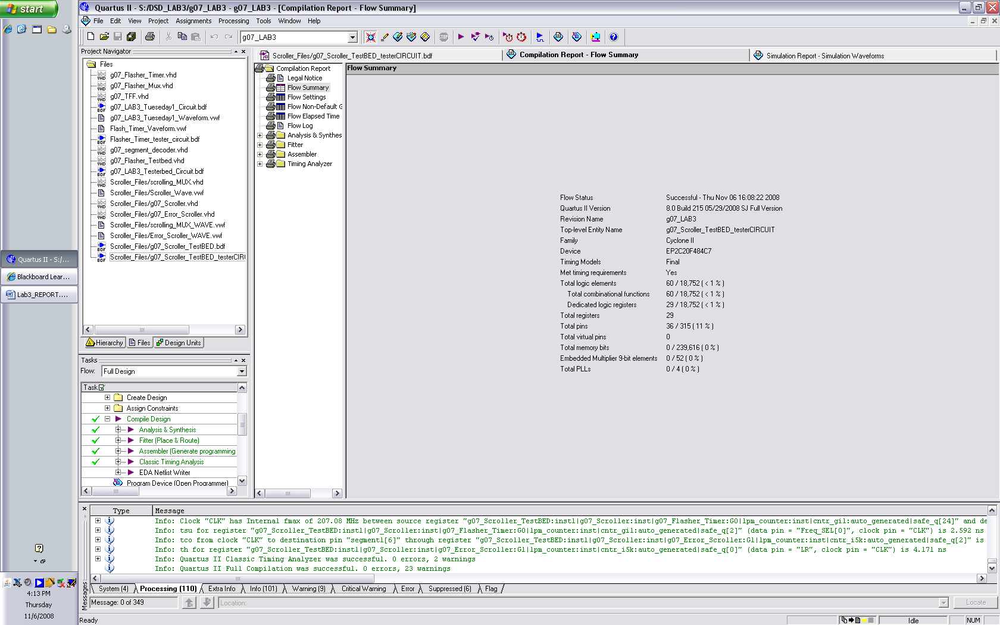 start
Quartus II - S:/DSD_LAB3/g07_LAB3 - g07_LAB3 - [Compilation Report - Flow Summary]
File Edit View Project Assignments Processing Tools Window Help
g07_LAB3
STOP
Project Navigator
Files
g07_Flasher_Timer.vhd
g07_Flasher_Mux.vhd
g07_TFF.vhd
g07_LAB3_Tueseday1_Circuit.bdf
g07_LAB3_Tueseday1_Waveform.vwf
Flash_Timer_Vaveform.vwf
Flasher_Timer_tester_circuit.bdf
g07_segment_decoder.vhd
g07_Flasher_Testbed.vhd
g07_LAB3_Testerbed_Circuit.bdf
Scroller_Files/scrolling_MUX.vhd
Scroller_Files/Scroller_Wave.vwf
Scroller_Files/g07_Scroller.vhd
Scroller_Files/g07_Error_Scroller.vhd
Scroller_Files/scrolling_MUX_WAVE.vwf
Scroller_Files/Error_Scroller_WAVE.vwf
Scroller_Files/g07_Scroller_TestBED.bdf
Scroller_Files/g07_Scroller_TestBED_testerCIR
Hierarchy Files Design Units
Tasks
Flow: Full Design
Task
Create Design
Assign Constraints
Compile Design
Analysis & Synthesis
Fitter (Place & Route)
Assembler (Generate programming
Classic Timing Analysis
EDA Netlist Writer
Program Device (Open Programmer)
Scroller_Files/g07_Scroller_TestBED_testerCIRCUIT.bdf
Compilation Report - Flow Summary
Simulation Report - Simulation Waveforms
Compilation Report
Legal Notice
Flow Summary
Flow Settings
Flow Non-Default G
Flow Elapsed Time
Flow Log
Analysis & Synthes
Fitter
Assembler
Timing Analyzer
Flow Summary
Flow Status Successful - Thu Nov 06 16:08:22 2008
Quartus II Version 8.0 Build 215 05/29/2008 SJ Full Version
Revision Name g07_LAB3
Top-level Entity Name g07_Scroller_TestBED_testerCIRCUIT
Family Cyclone II
Device EP2C20F484C7
Timing Models Final
Met timing requirements Yes
Total logic elements 60 / 18,752 ( < 1 % )
Total combinational functions 60 / 18,752 ( < 1 % )
Dedicated logic registers 29 / 18,752 ( < 1 % )
Total registers 29
Total pins 36 / 315 ( 11 % )
Total virtual pins 0
Total memory bits 0 / 239,616 ( 0 % )
Embedded Multiplier 9-bit elements 0 / 52 ( 0 % )
Total PLLs 0 / 4 ( 0 % )
Quartus II - S:/...
Blackboard Lear...
Lab3_REPORT....
4:13 PM
Thursday
11/6/2008
Type Message
Info: Clock "CLK" has Internal fmax of 207.08 MHz between source register "g07_Scroller_TestBED:inst1|g07_Scroller:inst|g07_Flasher_Timer:G0|lpm_counter:inst|cntr_gil:auto_generated|safe_q[24]" and de
Info: tsu for register "g07_Scroller_TestBED:inst1|g07_Scroller:inst|g07_Flasher_Timer:G0|lpm_counter:inst|cntr_gil:auto_generated|safe_q[2]" (data pin = "Freq_SEL[0]", clock pin = "CLK") is 2.592 ns
Info: tco from clock "CLK" to destination pin "segment1[6]" through register "g07_Scroller_TestBED:inst1|g07_Scroller:inst|g07_Error_Scroller:G1|lpm_counter:inst|cntr_i5k:auto_generated|safe_q[2]" is
Info: th for register "g07_Scroller_TestBED:inst1|g07_Scroller:inst|g07_Error_Scroller:G1|lpm_counter:inst|cntr_i5k:auto_generated|safe_q[0]" (data pin = "LR", clock pin = "CLK") is 4.171 ns
Info: Quartus II Classic Timing Analyzer was successful. 0 errors, 2 warnings
Info: Quartus II Full Compilation was successful. 0 errors, 23 warnings
System (4) Processing (110) Extra Info Info (101) Warning (9) Critical Warning Error Suppressed (6) Flag
Messages
Message: 0 of 349
Location:
Locate
Ready
Idle
NUM